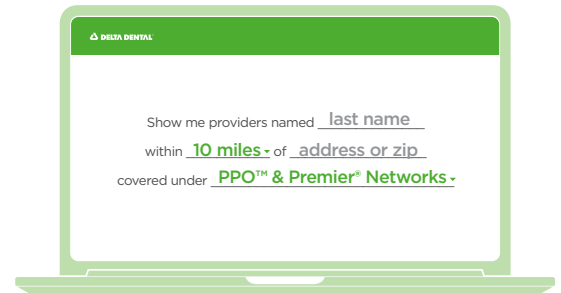 DELTA DENTAL
Show me providers named last name
within 10 miles of address or zip
covered under PPO™ & Premier® Networks